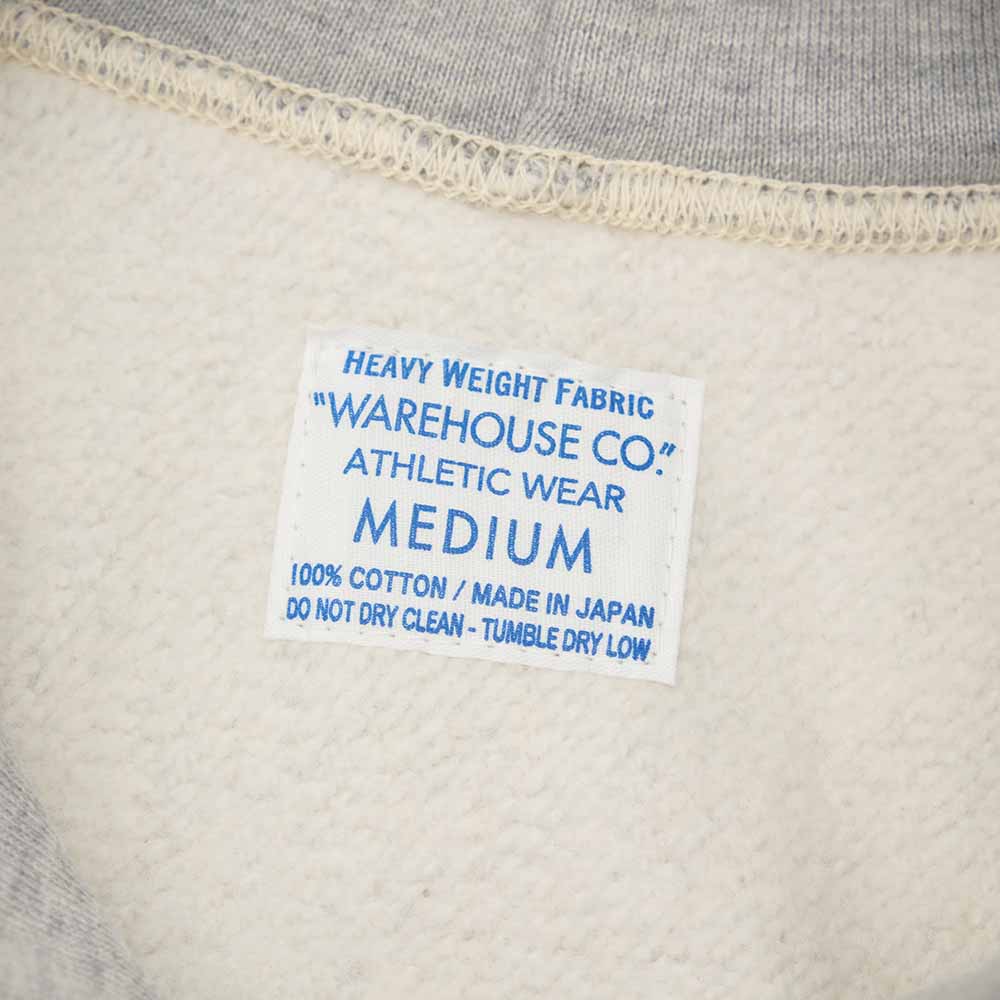 HEAVY WEIGHT FABRIC
"WAREHOUSE CO."
ATHLETIC WEAR
MEDIUM
100% COTTON / MADE IN JAPAN
DO NOT DRY CLEAN - TUMBLE DRY LOW